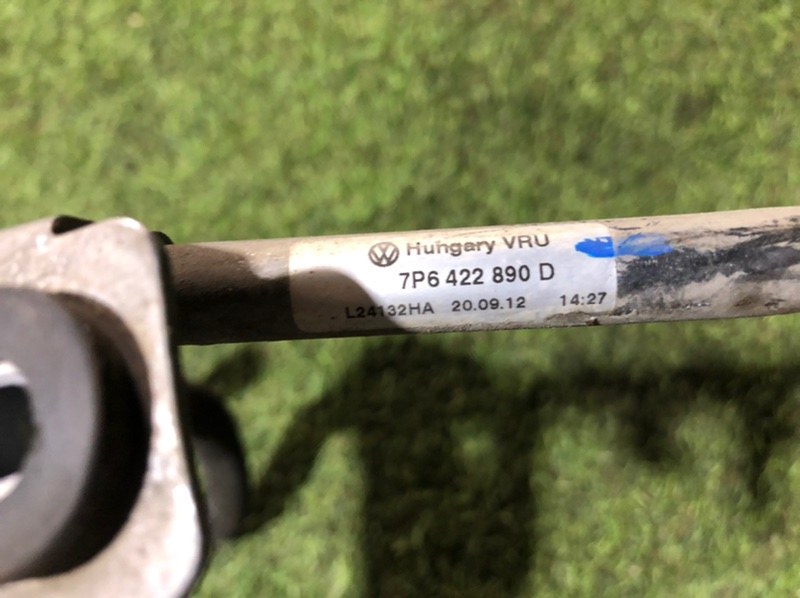 Hungary VRU
7P6 422 890 D
L24132HA 20.09.12 14:27